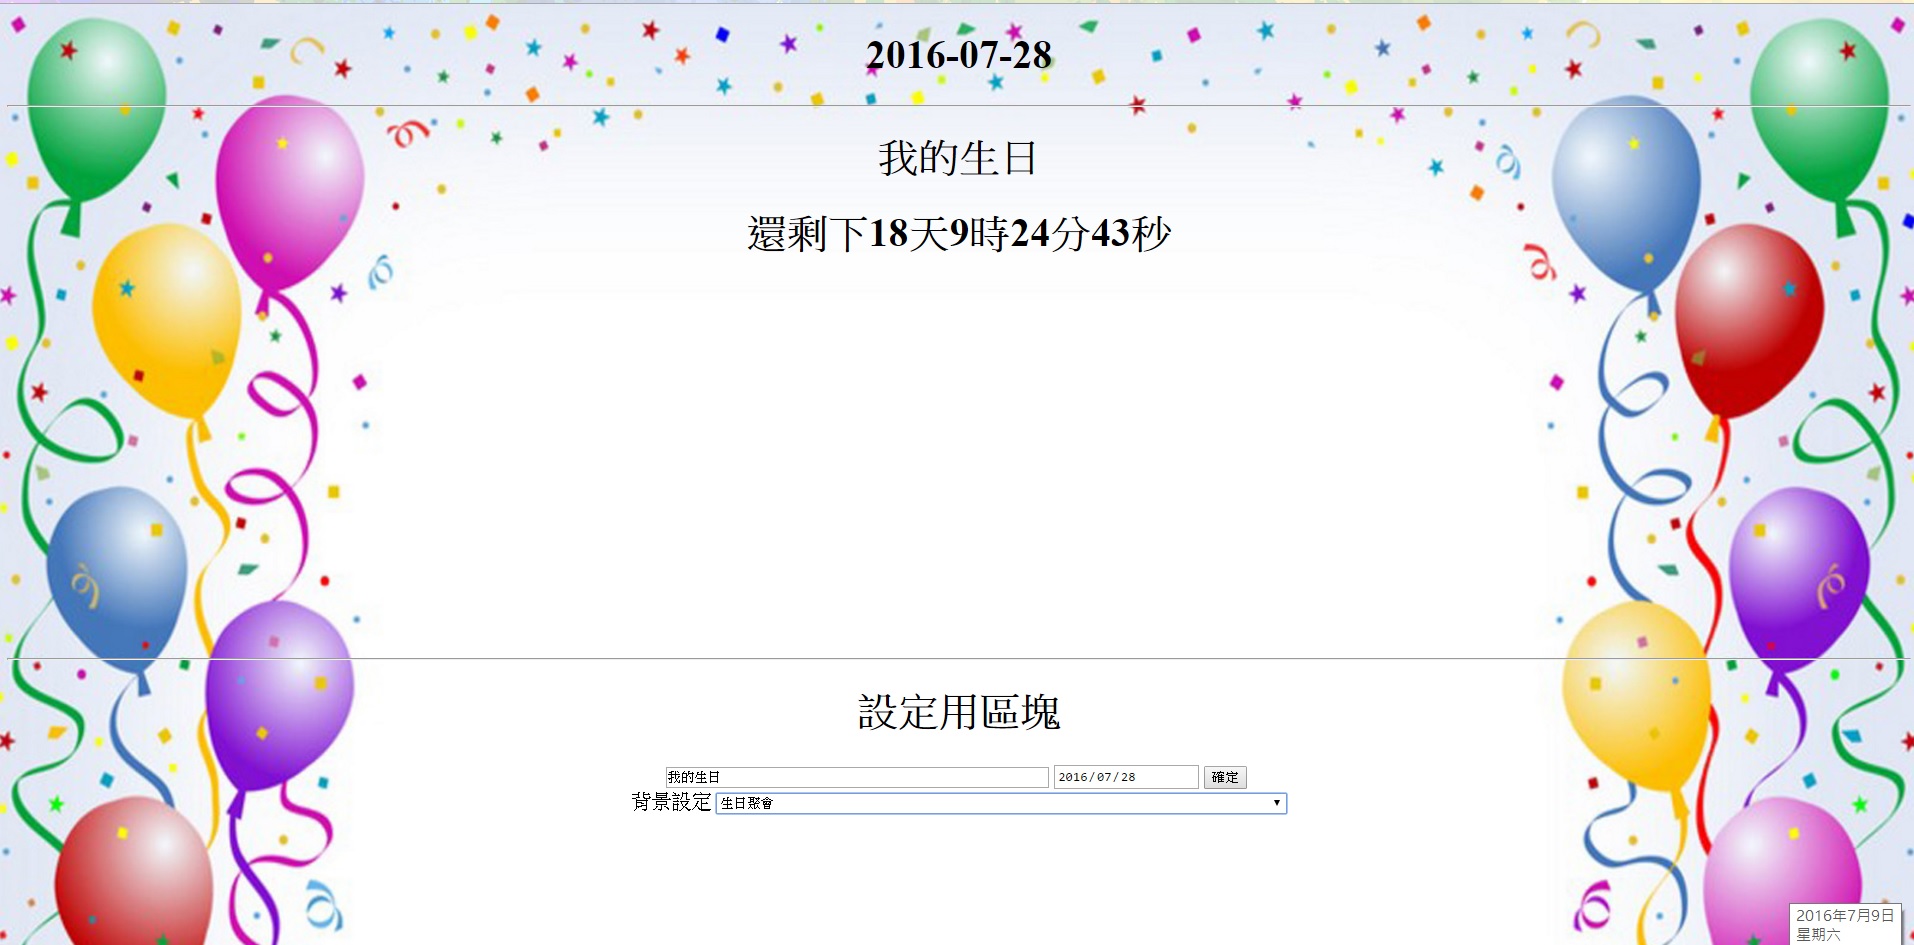 2016-07-28
我的生日
還剩下18天9時24分43秒
設定用區塊
我的生日 2016/07/28 確定
背景設定 生日聚會
2016年7月9日
星期六